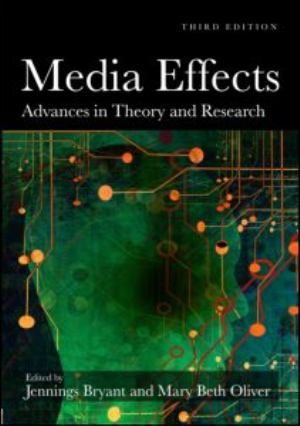 THIRD EDITION
Media Effects
Advances in Theory and Research
Edited by
Jennings Bryant and Mary Beth Oliver